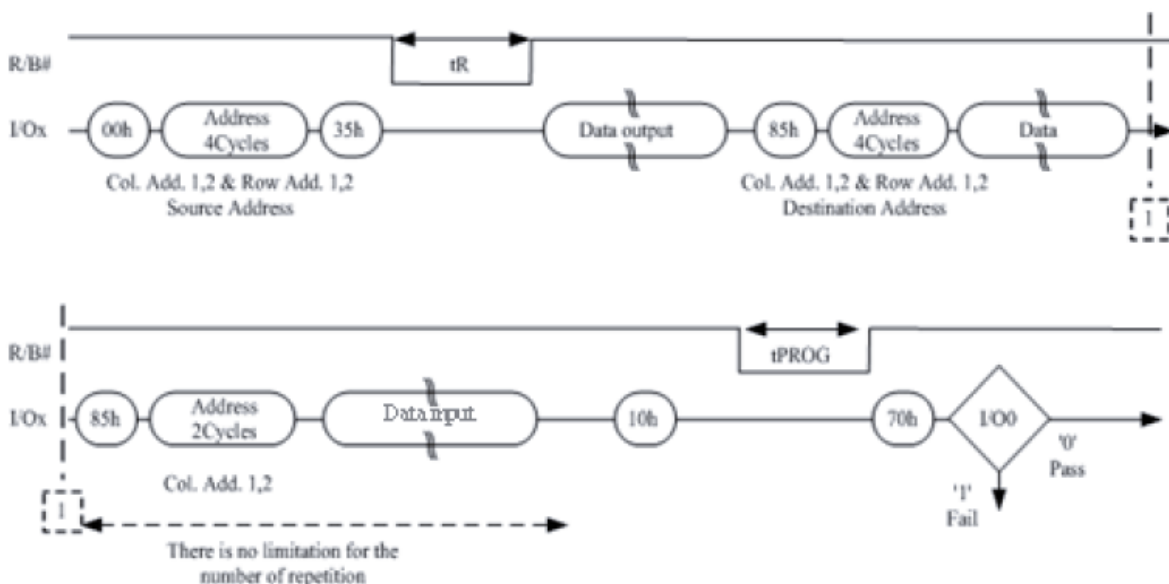 R/B#
tR
I/Ox
00h
Address
4Cycles
35h
Data output
85h
Address
4Cycles
Data
Col. Add. 1,2 & Row Add. 1,2
Source Address
Col. Add. 1,2 & Row Add. 1,2
Destination Address
1
R/B#
tPROG
I/Ox
85h
Address
2Cycles
Data input
10h
70h
I/O0
'0'
Pass
'1'
Fail
Col. Add. 1,2
1
There is no limitation for the
number of repetition